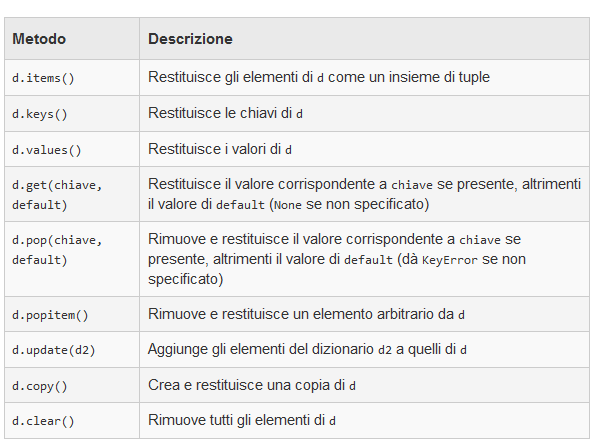 Metodo Descrizione
d.items() Restituisce gli elementi di d come un insieme di tuple
d.keys() Restituisce le chiavi di d
d.values() Restituisce i valori di d
d.get(chiave, default) Restituisce il valore corrispondente a chiave se presente, altrimenti
il valore di default (None se non specificato)
d.pop(chiave, default) Rimuove e restituisce il valore corrispondente a chiave se
presente, altrimenti il valore di default (dà KeyError se non
specificato)
d.popitem() Rimuove e restituisce un elemento arbitrario da d
d.update(d2) Aggiunge gli elementi del dizionario d2 a quelli di d
d.copy() Crea e restituisce una copia di d
d.clear() Rimuove tutti gli elementi di d